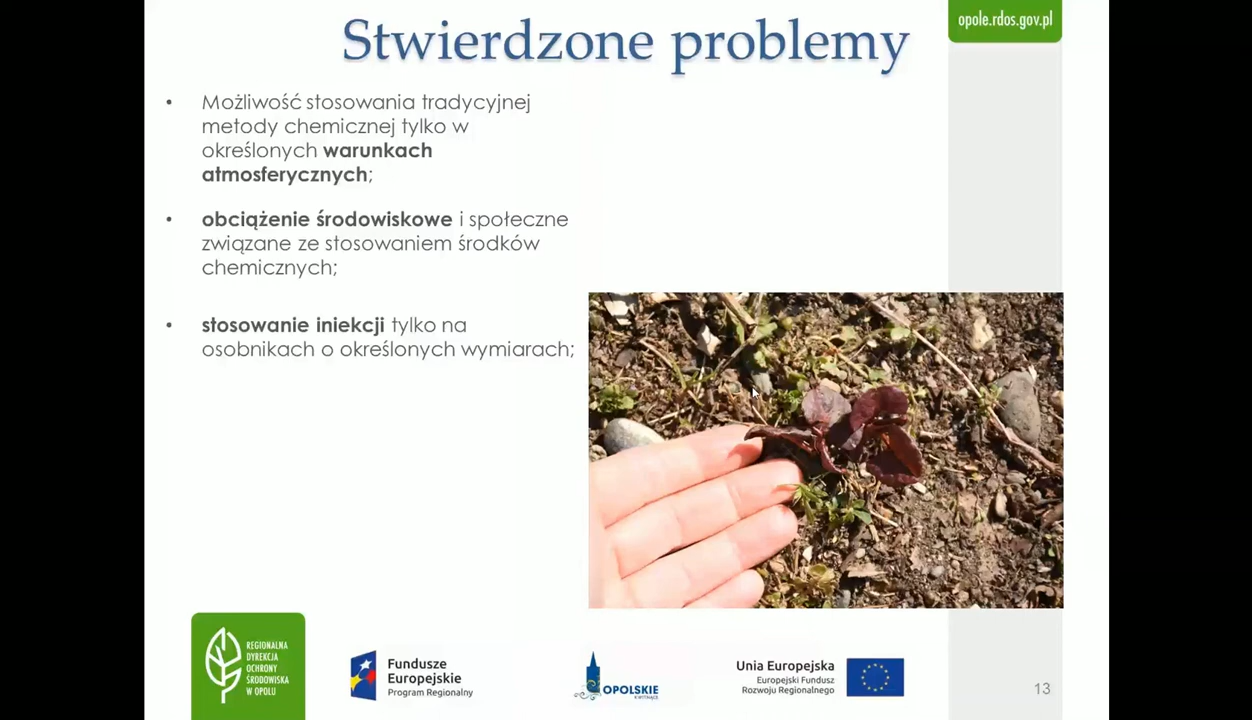 Stwierdzone problemy
opole.rdos.gov.pl
• Możliwość stosowania tradycyjnej
metody chemicznej tylko w
określonych warunkach
atmosferycznych;
• obciążenie środowiskowe i społeczne
związane ze stosowaniem środków
chemicznych;
• stosowanie iniekcji tylko na
osobnikach o określonych wymiarach;
REGIONALNA
DYREKCJA
OCHRONY
ŚRODOWISKA
W OPOLU
Fundusze
Europejskie
Program Regionalny
OPOLSKIE
Unia Europejska
Europejski Fundusz
Rozwoju Regionalnego
13